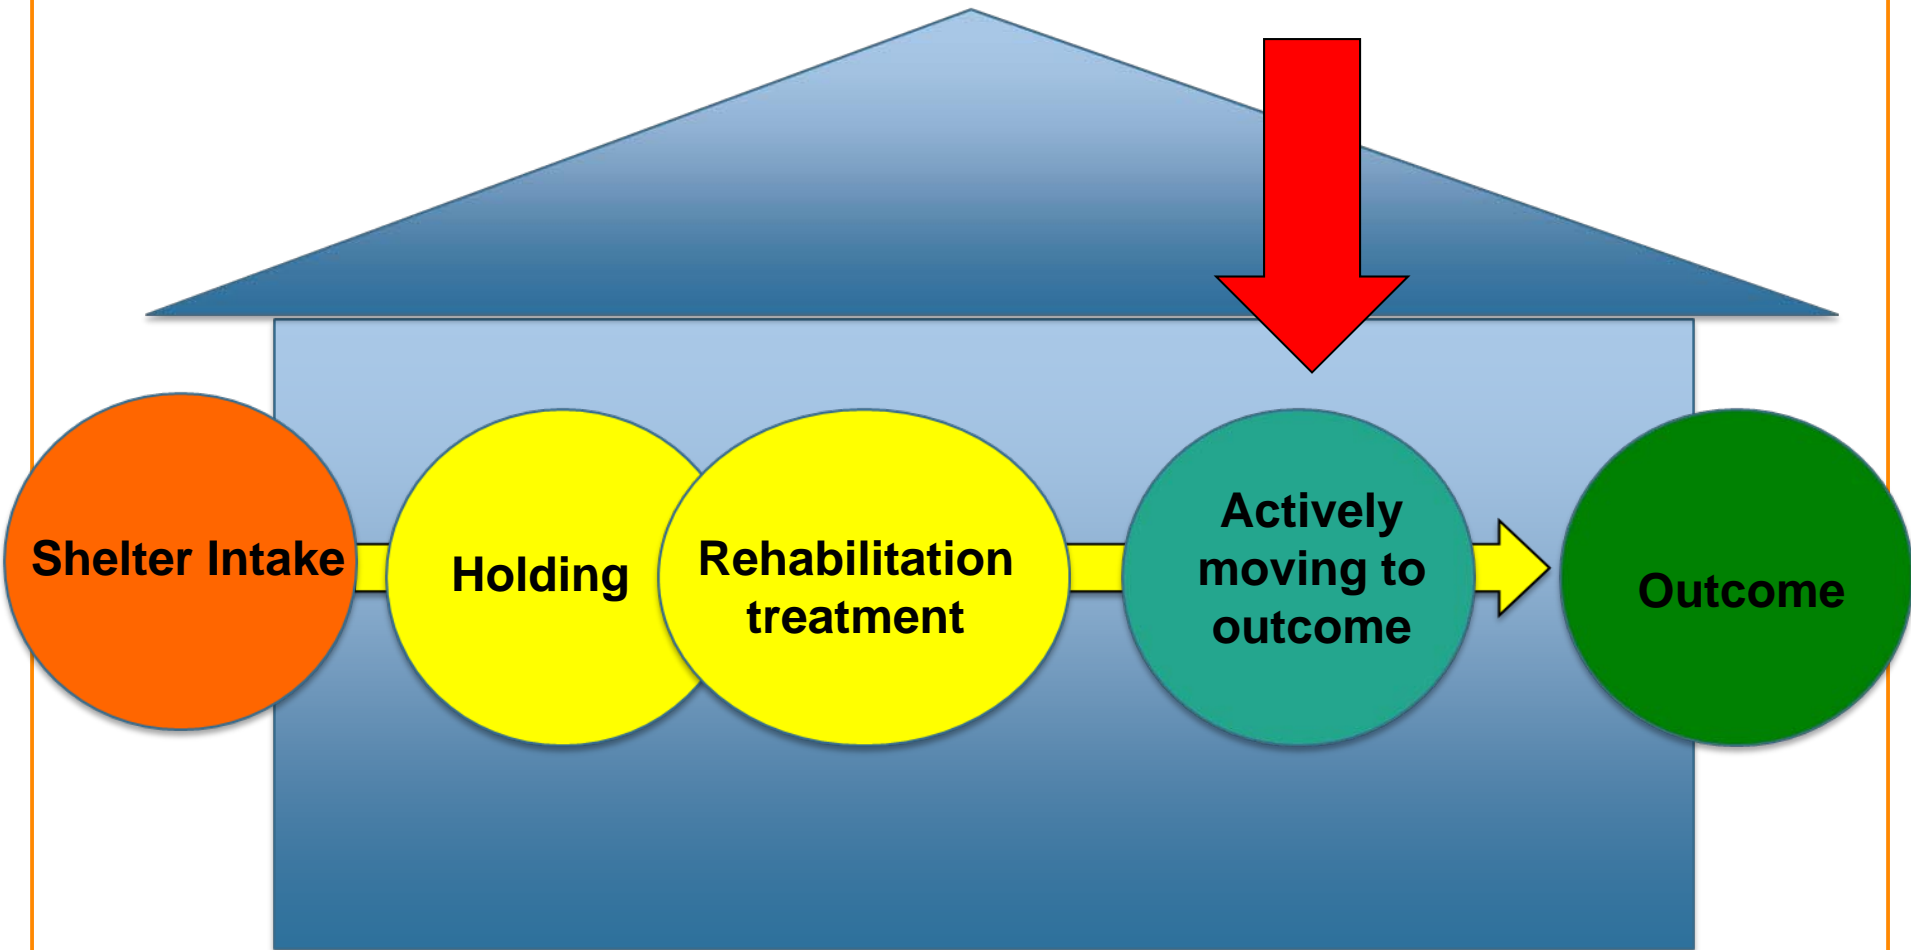 Shelter Intake
Holding
Rehabilitation
treatment
Actively
moving to
outcome
Outcome